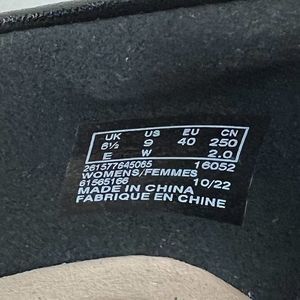 UK US EU CN
6½ 9 40 250
E W 2.0
261577645065 16052
WOMENS/FEMMES
61565166 10/22
MADE IN CHINA
FABRIQUE EN CHINE